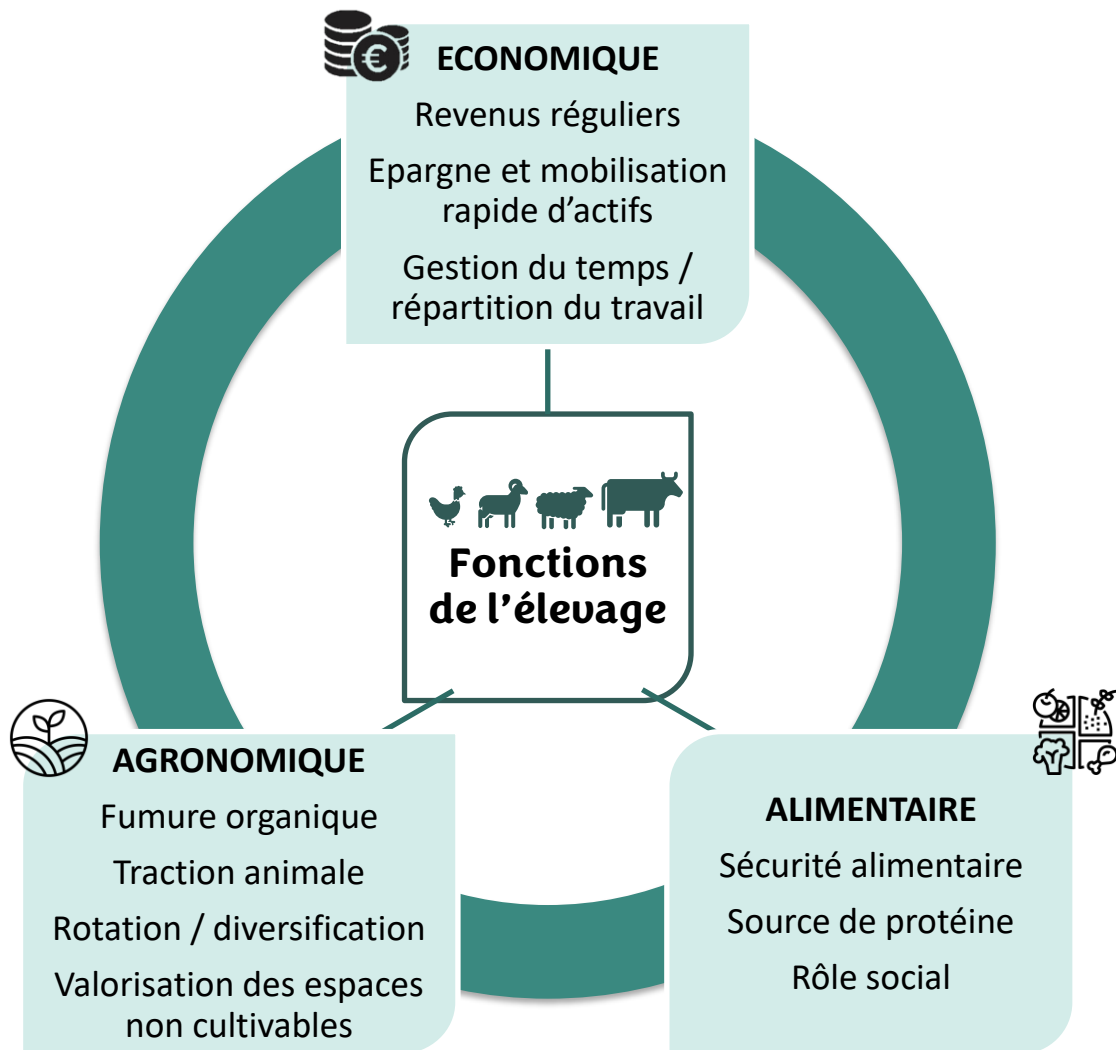 ECONOMIQUE
Revenus réguliers
Epargne et mobilisation
rapide d’actifs
Gestion du temps /
répartition du travail
€
Fonctions
de l’élevage
AGRONOMIQUE
Fumure organique
Traction animale
Rotation / diversification
Valorisation des espaces
non cultivables
ALIMENTAIRE
Sécurité alimentaire
Source de protéine
Rôle social